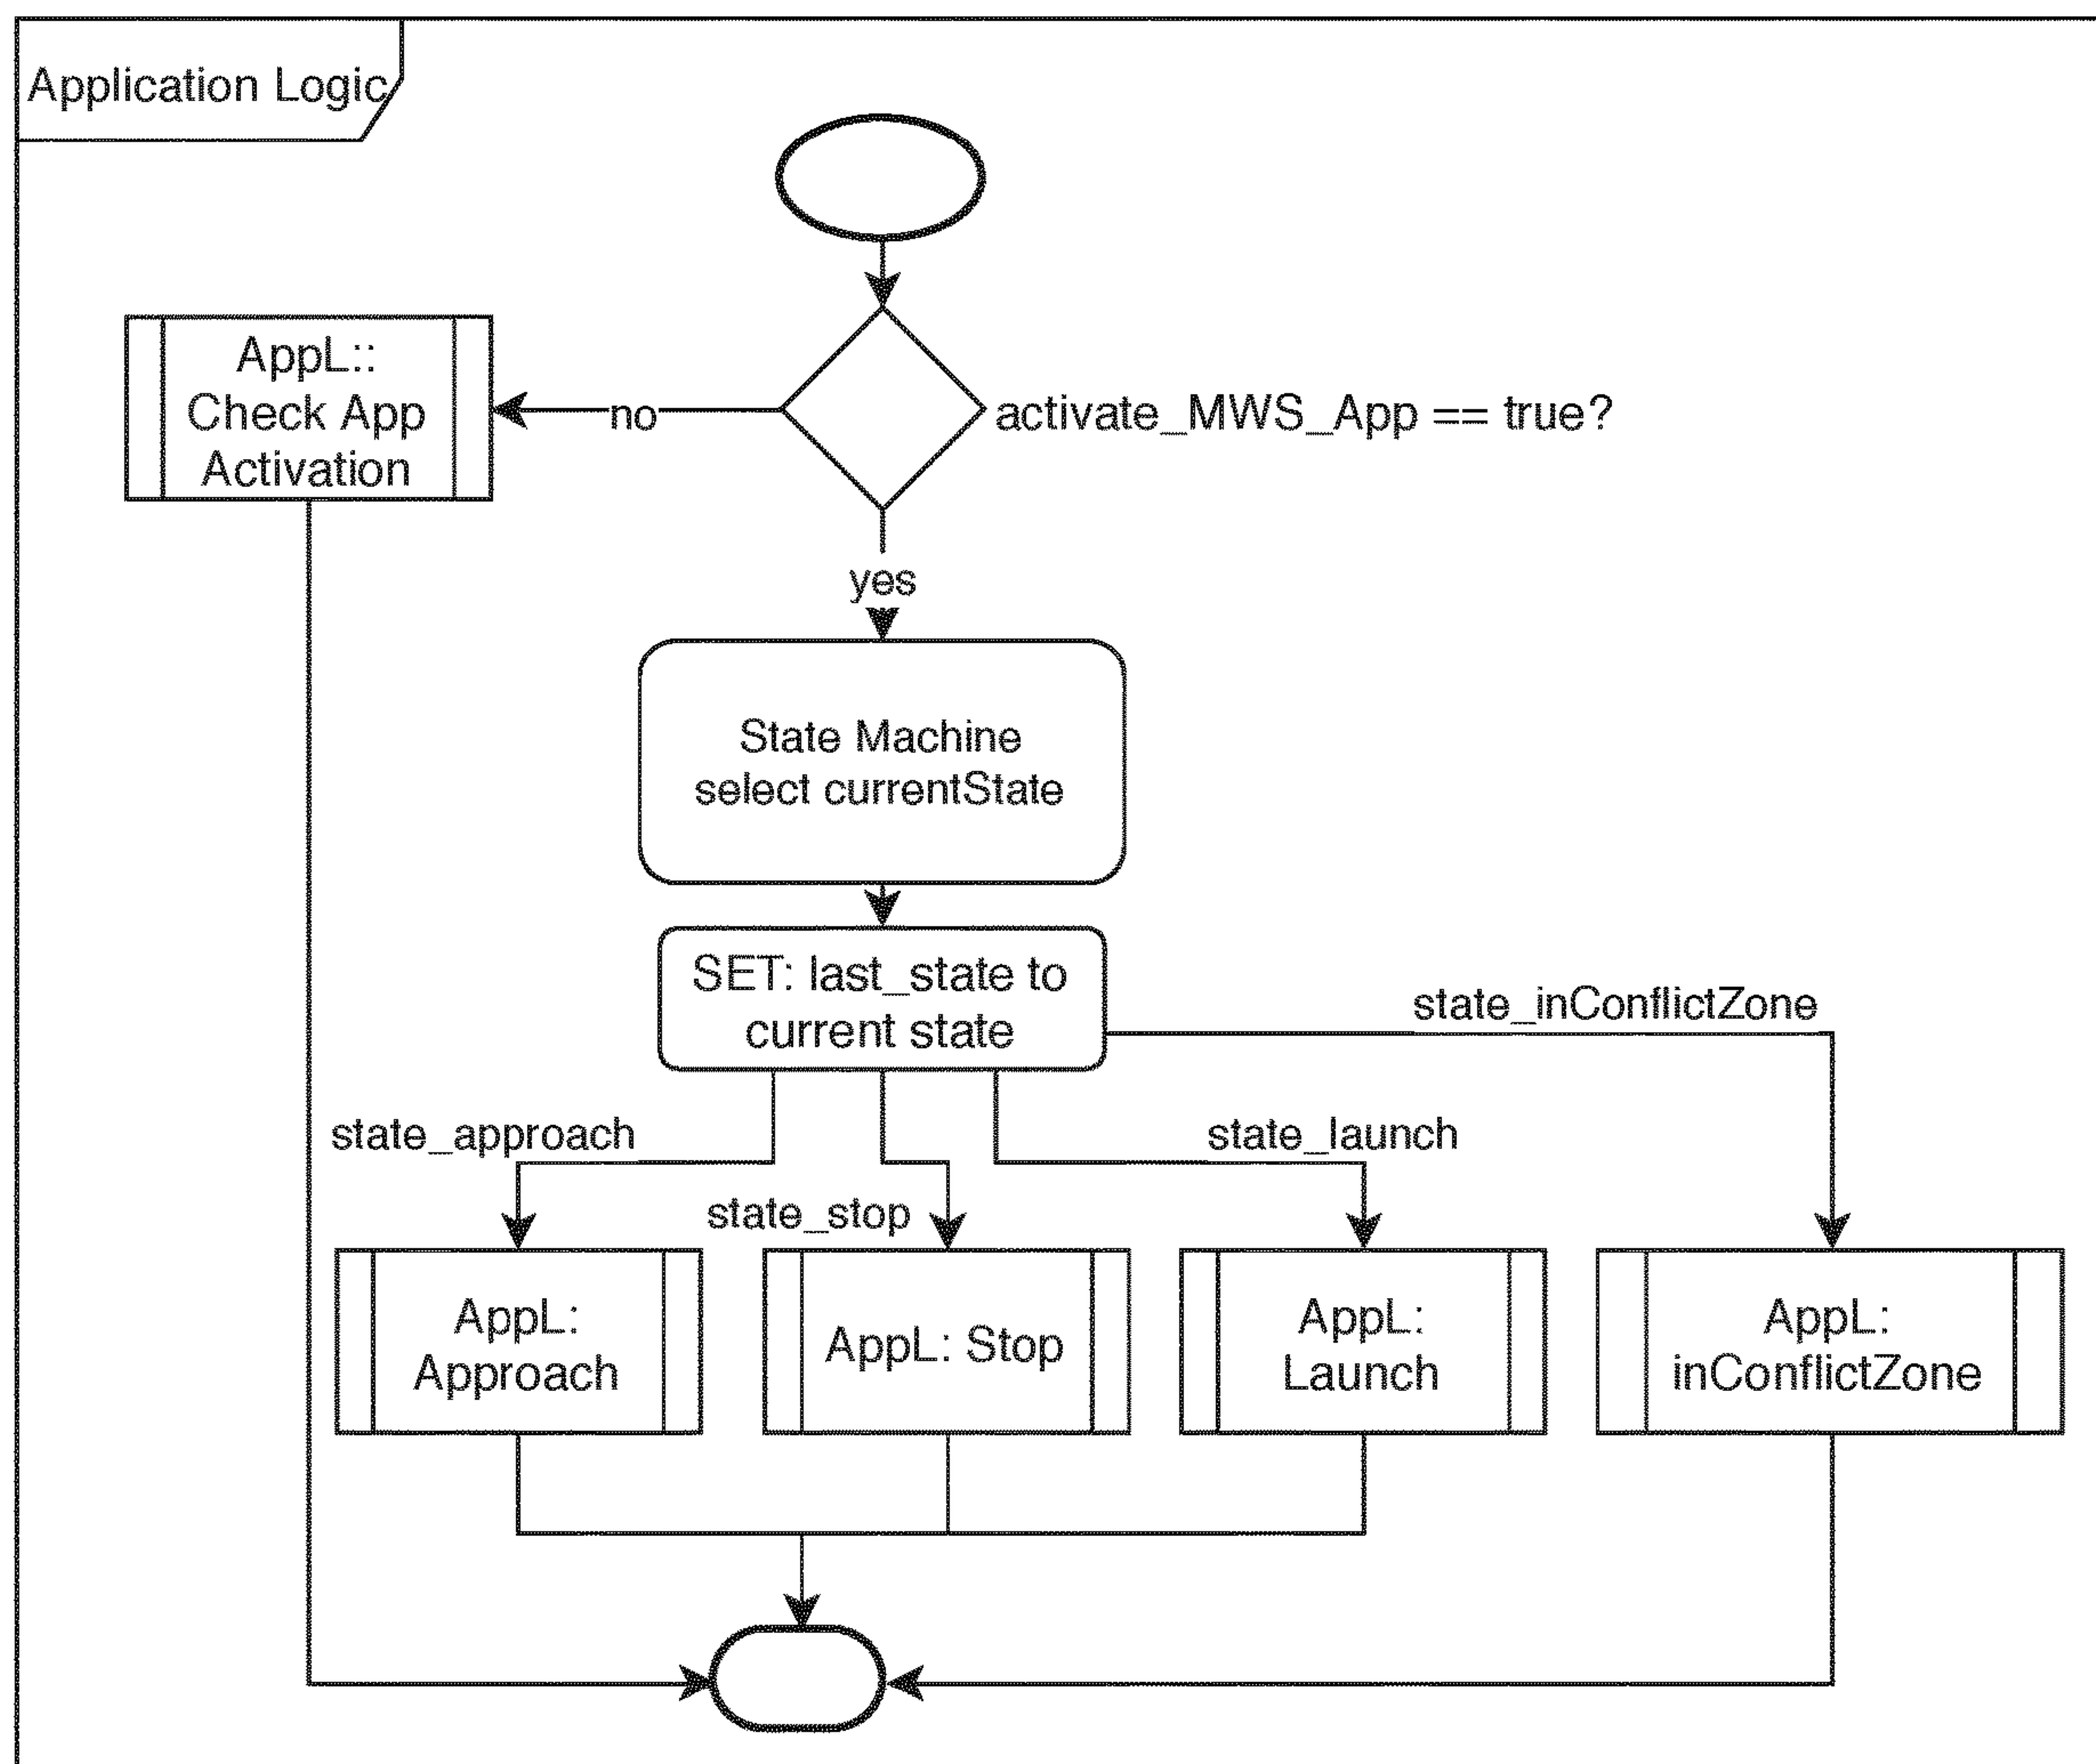 Application Logic
AppL::
Check App
Activation
no
activate_MWS_App == true?
yes
State Machine
select currentState
SET: last_state to
current state
state_inConflictZone
state_approach
state_launch
state_stop
AppL:
Approach
AppL: Stop
AppL:
Launch
AppL:
inConflictZone